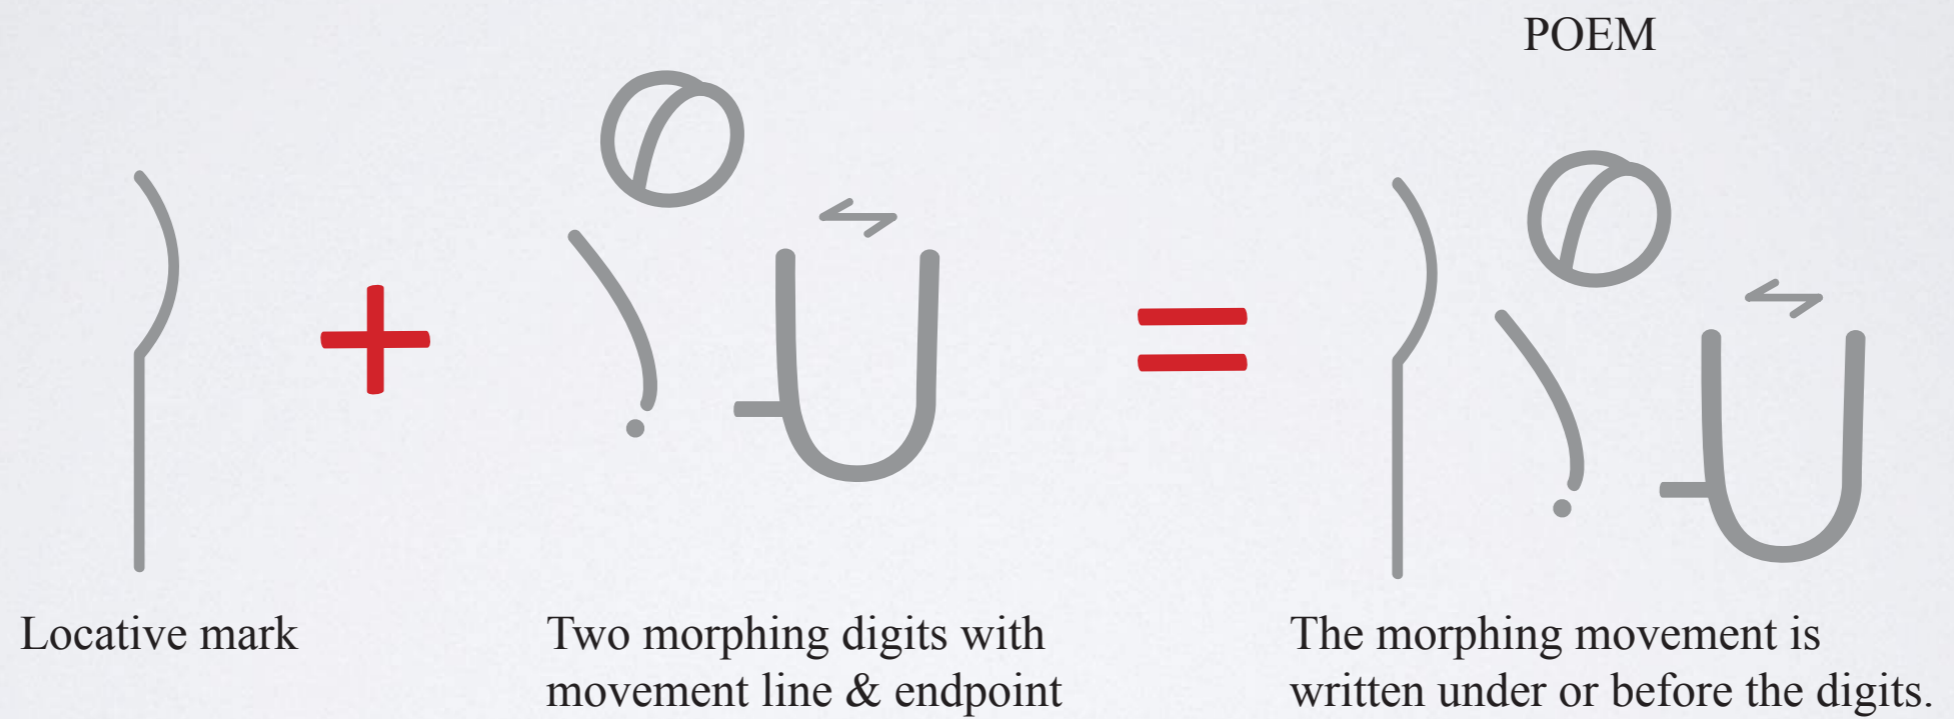 POEM
+
=
Locative mark
Two morphing digits with
movement line & endpoint
The morphing movement is
written under or before the digits.